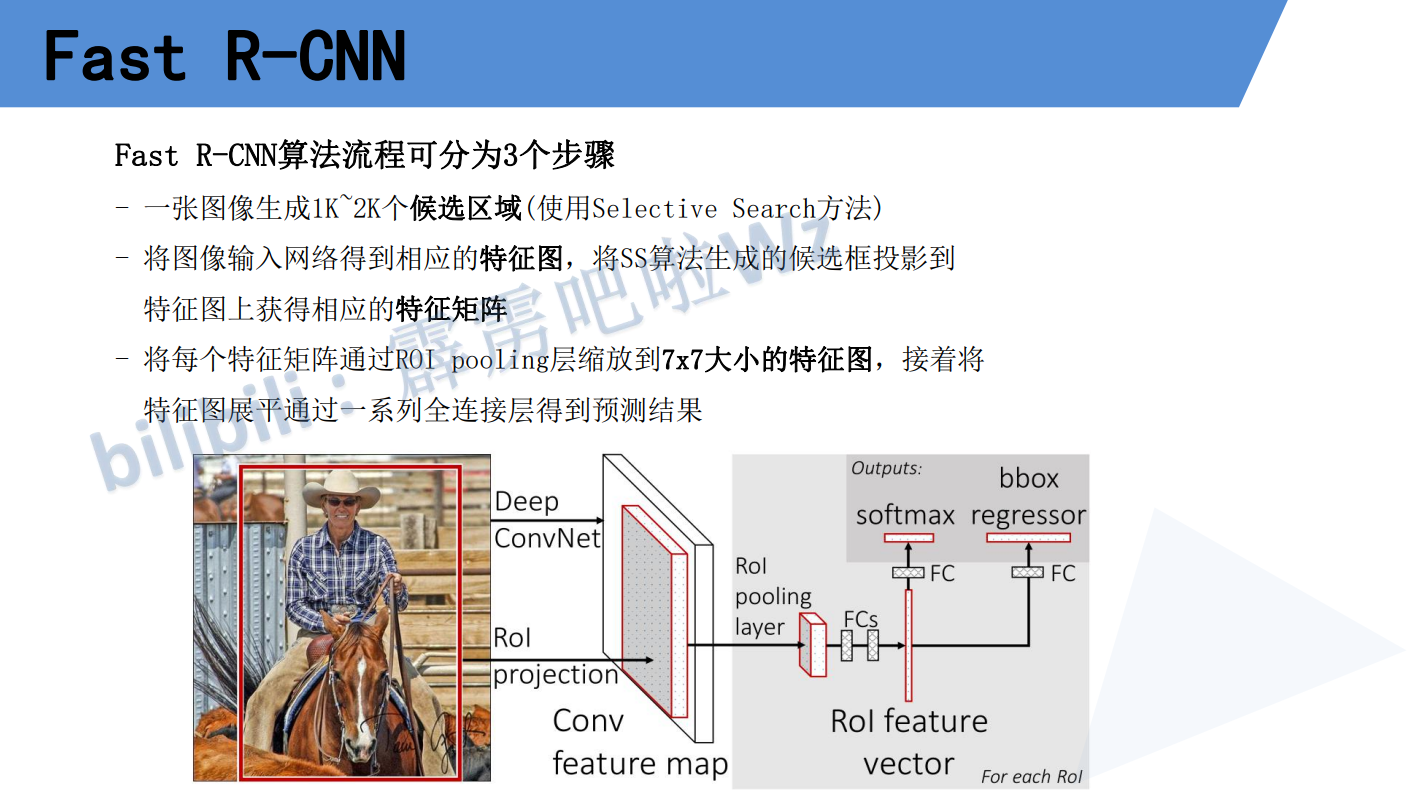 Fast R-CNN
Fast R-CNN算法流程可分为3个步骤
- 一张图像生成1K~2K个候选区域(使用Selective Search方法)
- 将图像输入网络得到相应的特征图，将SS算法生成的候选框投影到
特征图上获得相应的特征矩阵
- 将每个特征矩阵通过ROI pooling层缩放到7x7大小的特征图，接着将
特征图展平通过一系列全连接层得到预测结果
bilibili：霹雳吧啦Wz
Deep
ConvNet
RoI
projection
Conv
feature map
RoI
pooling
layer
FCs
Outputs:
softmax
bbox
regressor
FC
FC
RoI feature
vector
For each RoI